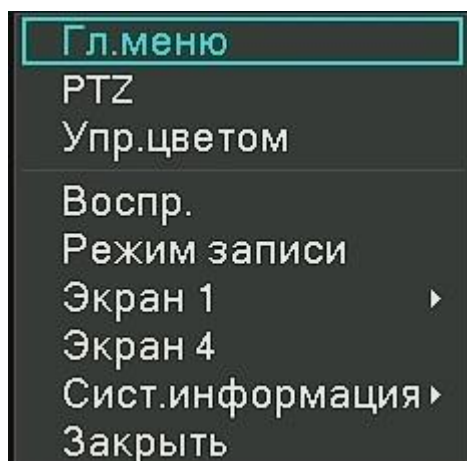 Гл.меню
PTZ
Упр.цветом
Воспр.
Режим записи
Экран 1
Экран 4
Сист.информация
Закрыть